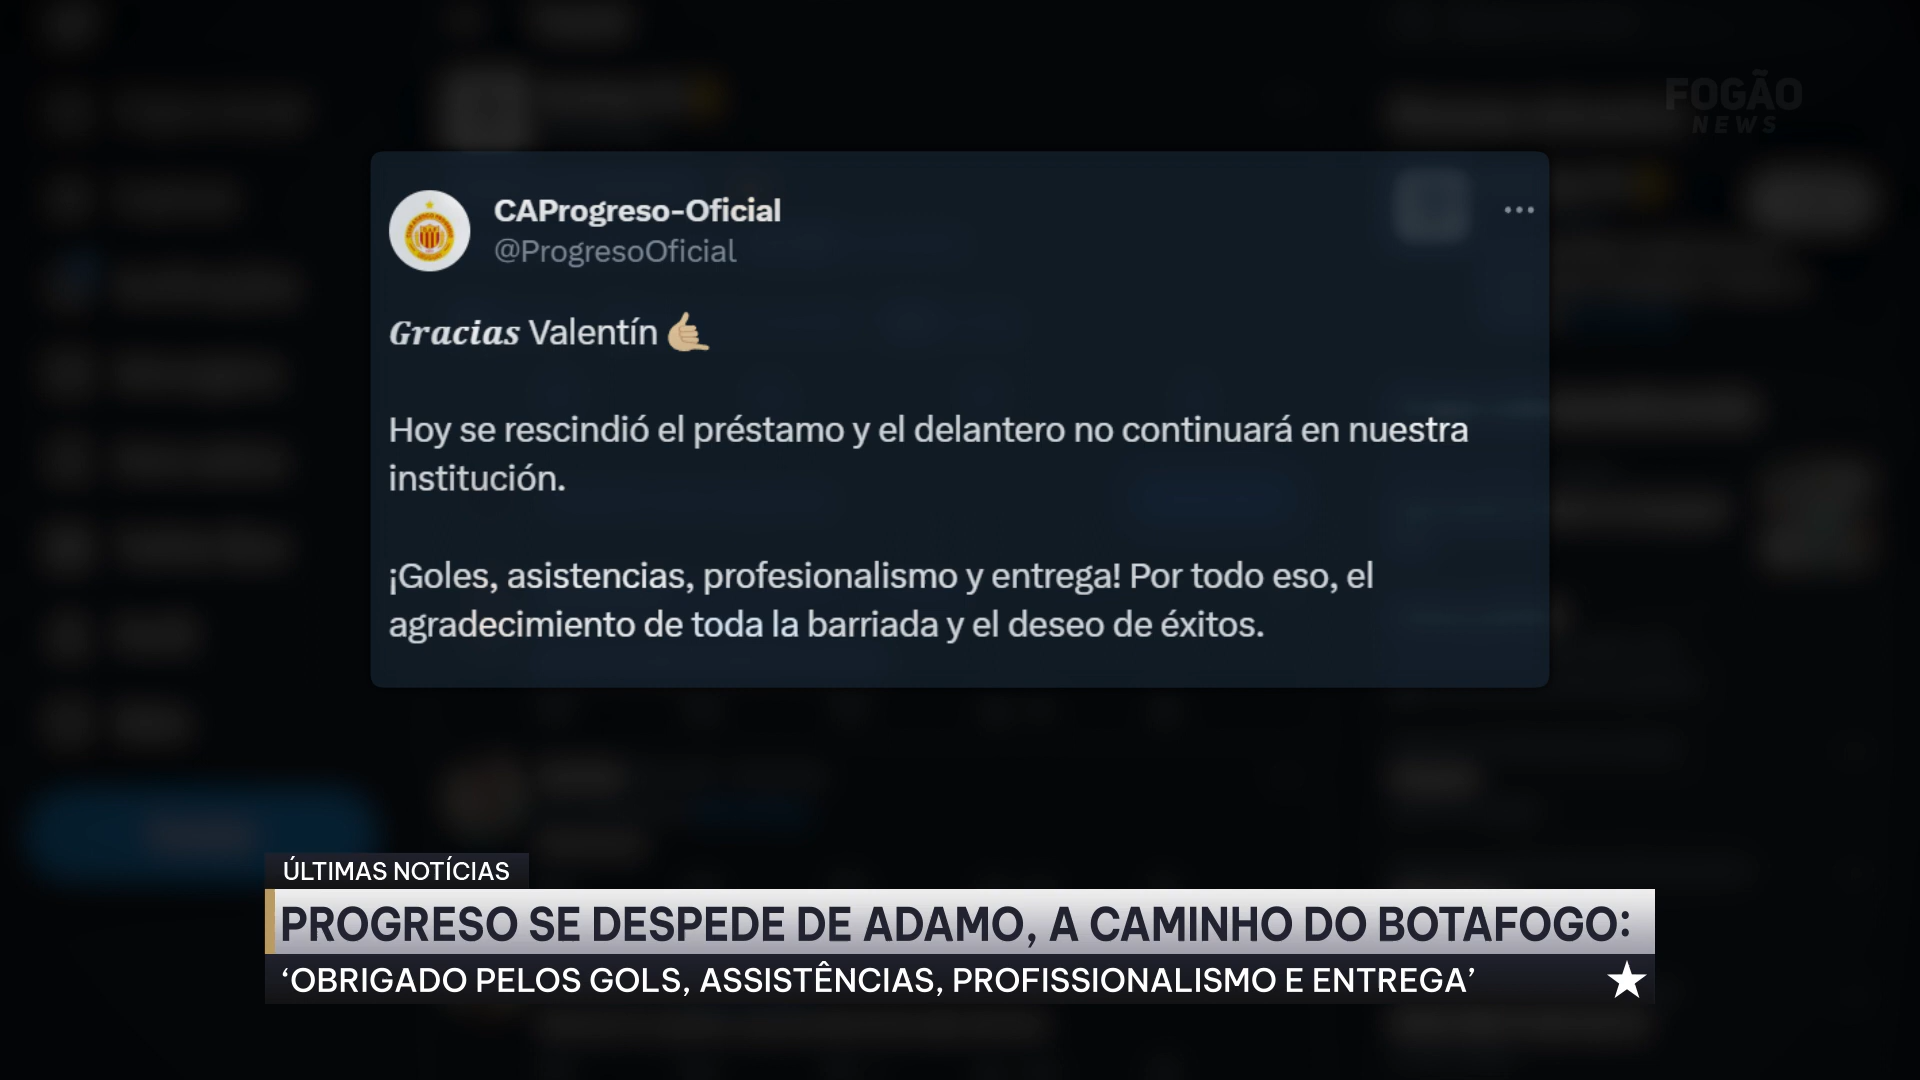 FOGÃO
NEWS
CAProgreso-Oficial
@ProgresoOficial
Gracias Valentín 🤙🏼
Hoy se rescindió el préstamo y el delantero no continuará en nuestra
institución.
¡Goles, asistencias, profesionalismo y entrega! Por todo eso, el
agradecimiento de toda la barriada y el deseo de éxitos.
ÚLTIMAS NOTÍCIAS
PROGRESO SE DESPEDE DE ADAMO, A CAMINHO DO BOTAFOGO:
‘OBRIGADO PELOS GOLS, ASSISTÊNCIAS, PROFISSIONALISMO E ENTREGA’